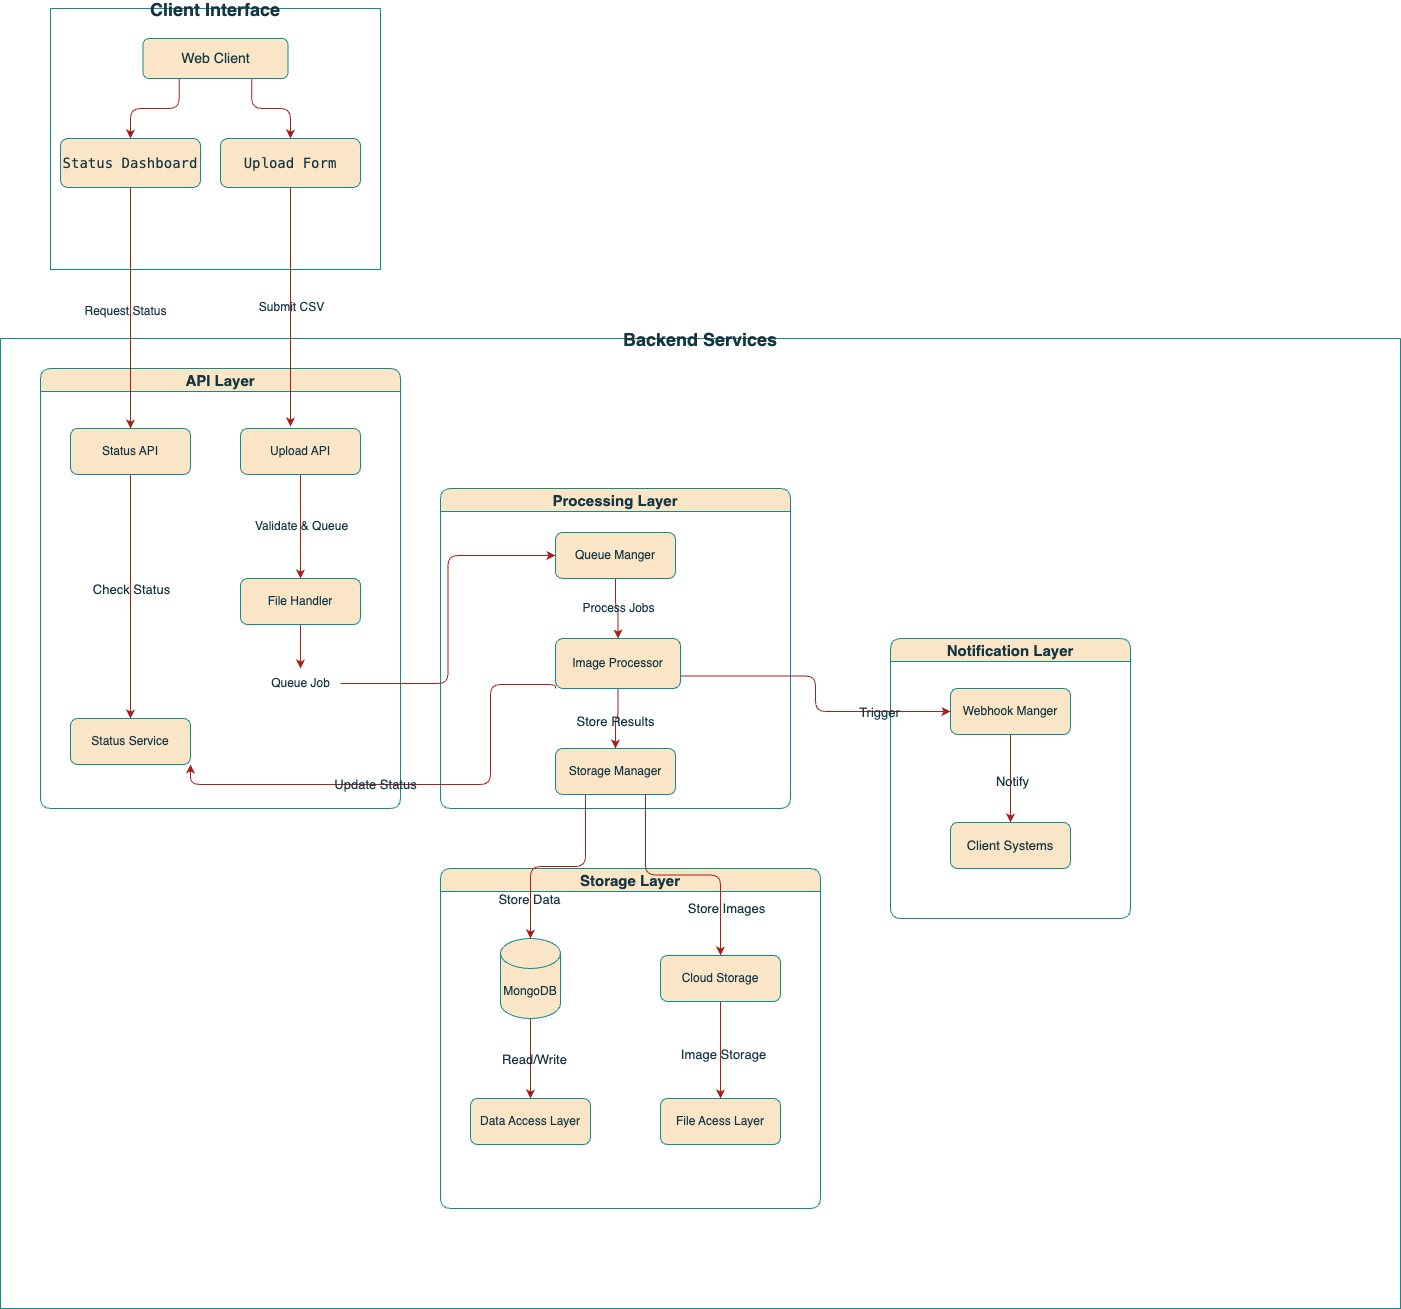 Client Interface
Web Client
Status Dashboard
Upload Form
Request Status
Submit CSV
Backend Services
API Layer
Status API
Upload API
Validate & Queue
Check Status
File Handler
Queue Job
Status Service
Update Status
Processing Layer
Queue Manger
Process Jobs
Image Processor
Store Results
Storage Manager
Trigger
Notification Layer
Webhook Manger
Notify
Client Systems
Storage Layer
Store Data
Store Images
MongoDB
Cloud Storage
Read/Write
Image Storage
Data Access Layer
File Acess Layer